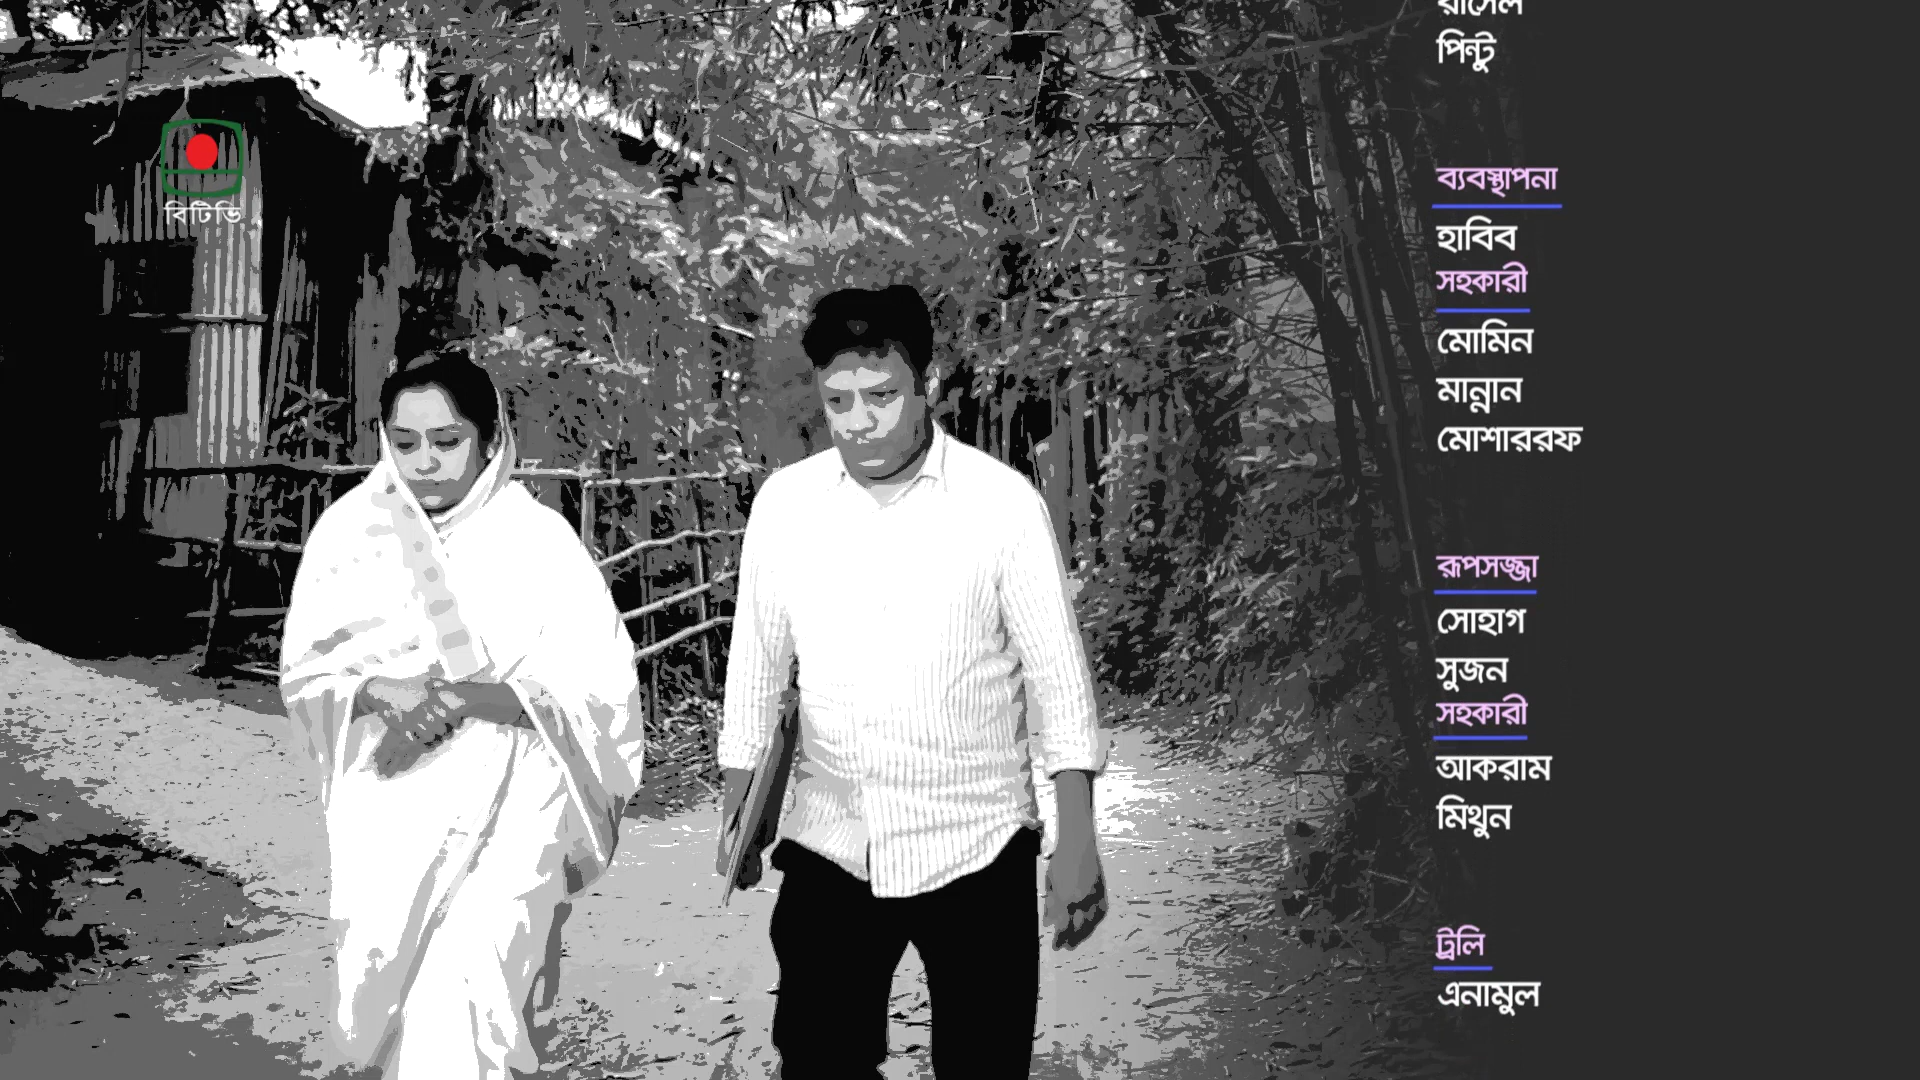 বিটিভি
রাসেল
পিন্টু
ব্যবস্থাপনা
হাবিব
সহকারী
মোমিন
মান্নান
মোশাররফ
রূপসজ্জা
সোহাগ
সুজন
সহকারী
আকরাম
মিথুন
ট্রলি
এনামুল